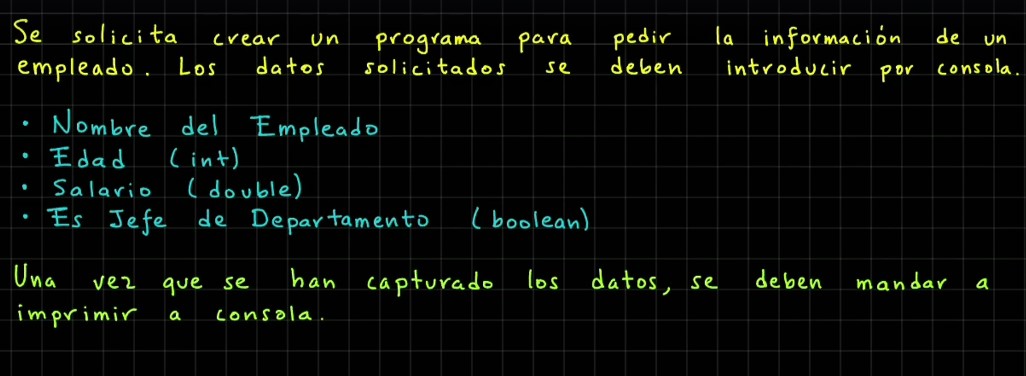 Se solicita crear un programa para pedir la información de un
empleado. Los datos solicitados se deben introducir por consola.
• Nombre del Empleado
• Edad (int)
• Salario (double)
• Es Jefe de Departamento (boolean)
Una vez que se han capturado los datos, se deben mandar a
imprimir a consola.